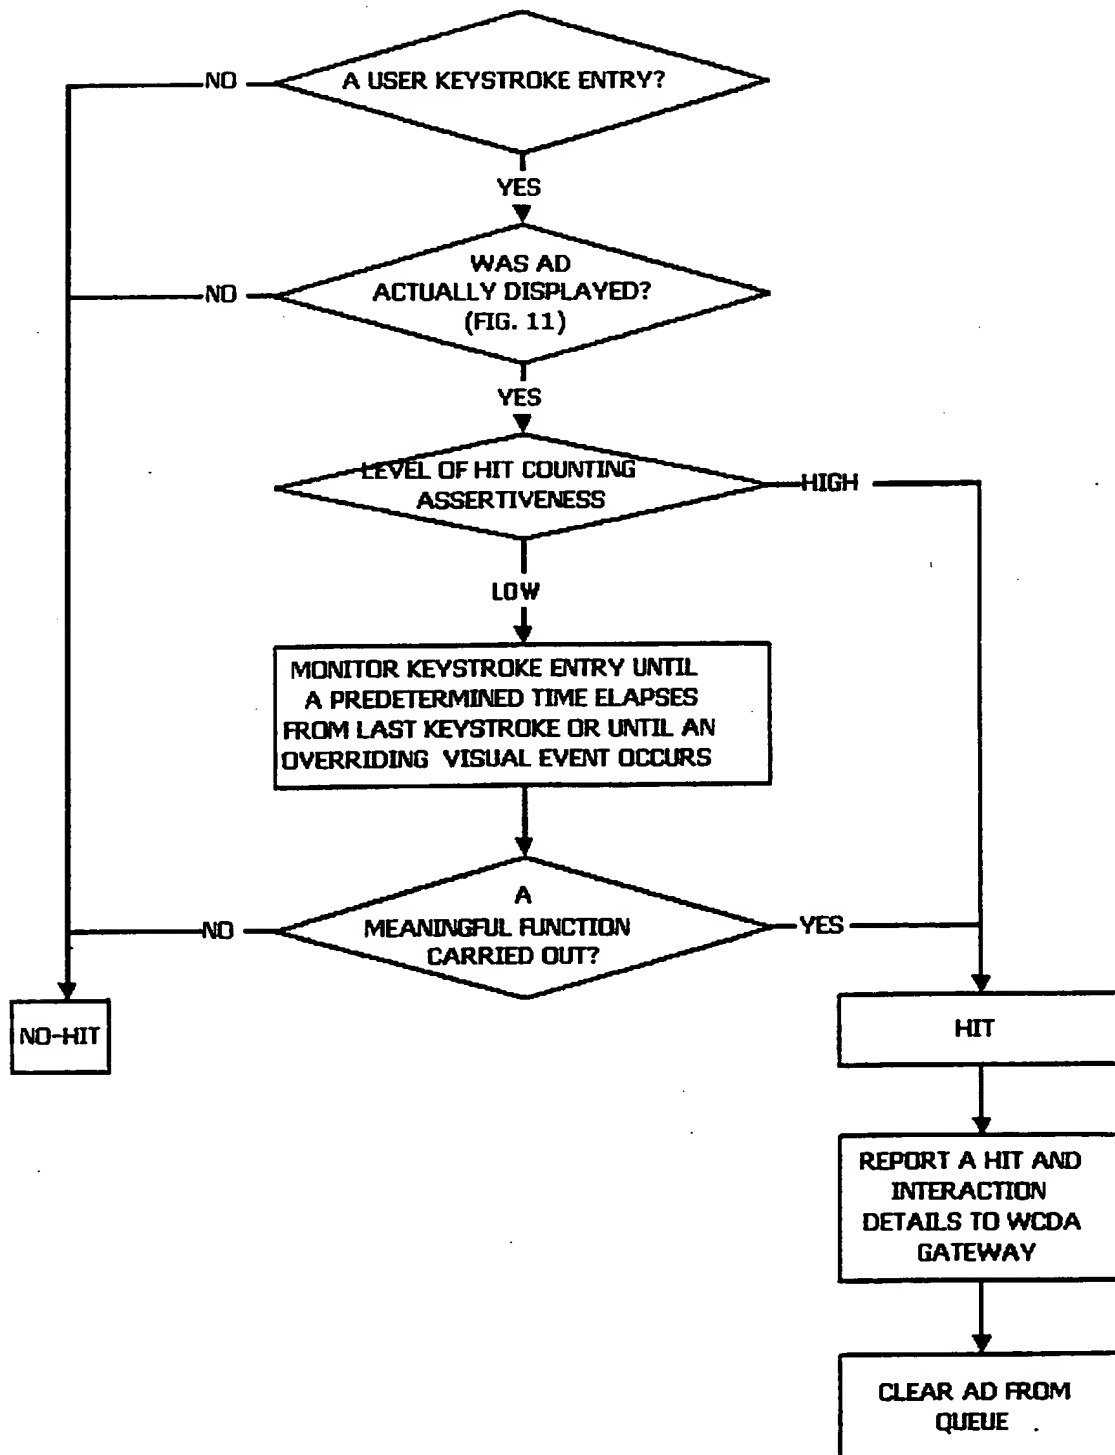 NO
A USER KEYSTROKE ENTRY?
YES
NO
WAS AD
ACTUALLY DISPLAYED?
(FIG. 11)
YES
LEVEL OF HIT COUNTING
ASSERTIVENESS
HIGH
LOW
MONITOR KEYSTROKE ENTRY UNTIL
A PREDETERMINED TIME ELAPSES
FROM LAST KEYSTROKE OR UNTIL AN
OVERRIDING VISUAL EVENT OCCURS
NO
A
MEANINGFUL FUNCTION
CARRIED OUT?
YES
NO-HIT
HIT
REPORT A HIT AND
INTERACTION
DETAILS TO WCDA
GATEWAY
CLEAR AD FROM
QUEUE